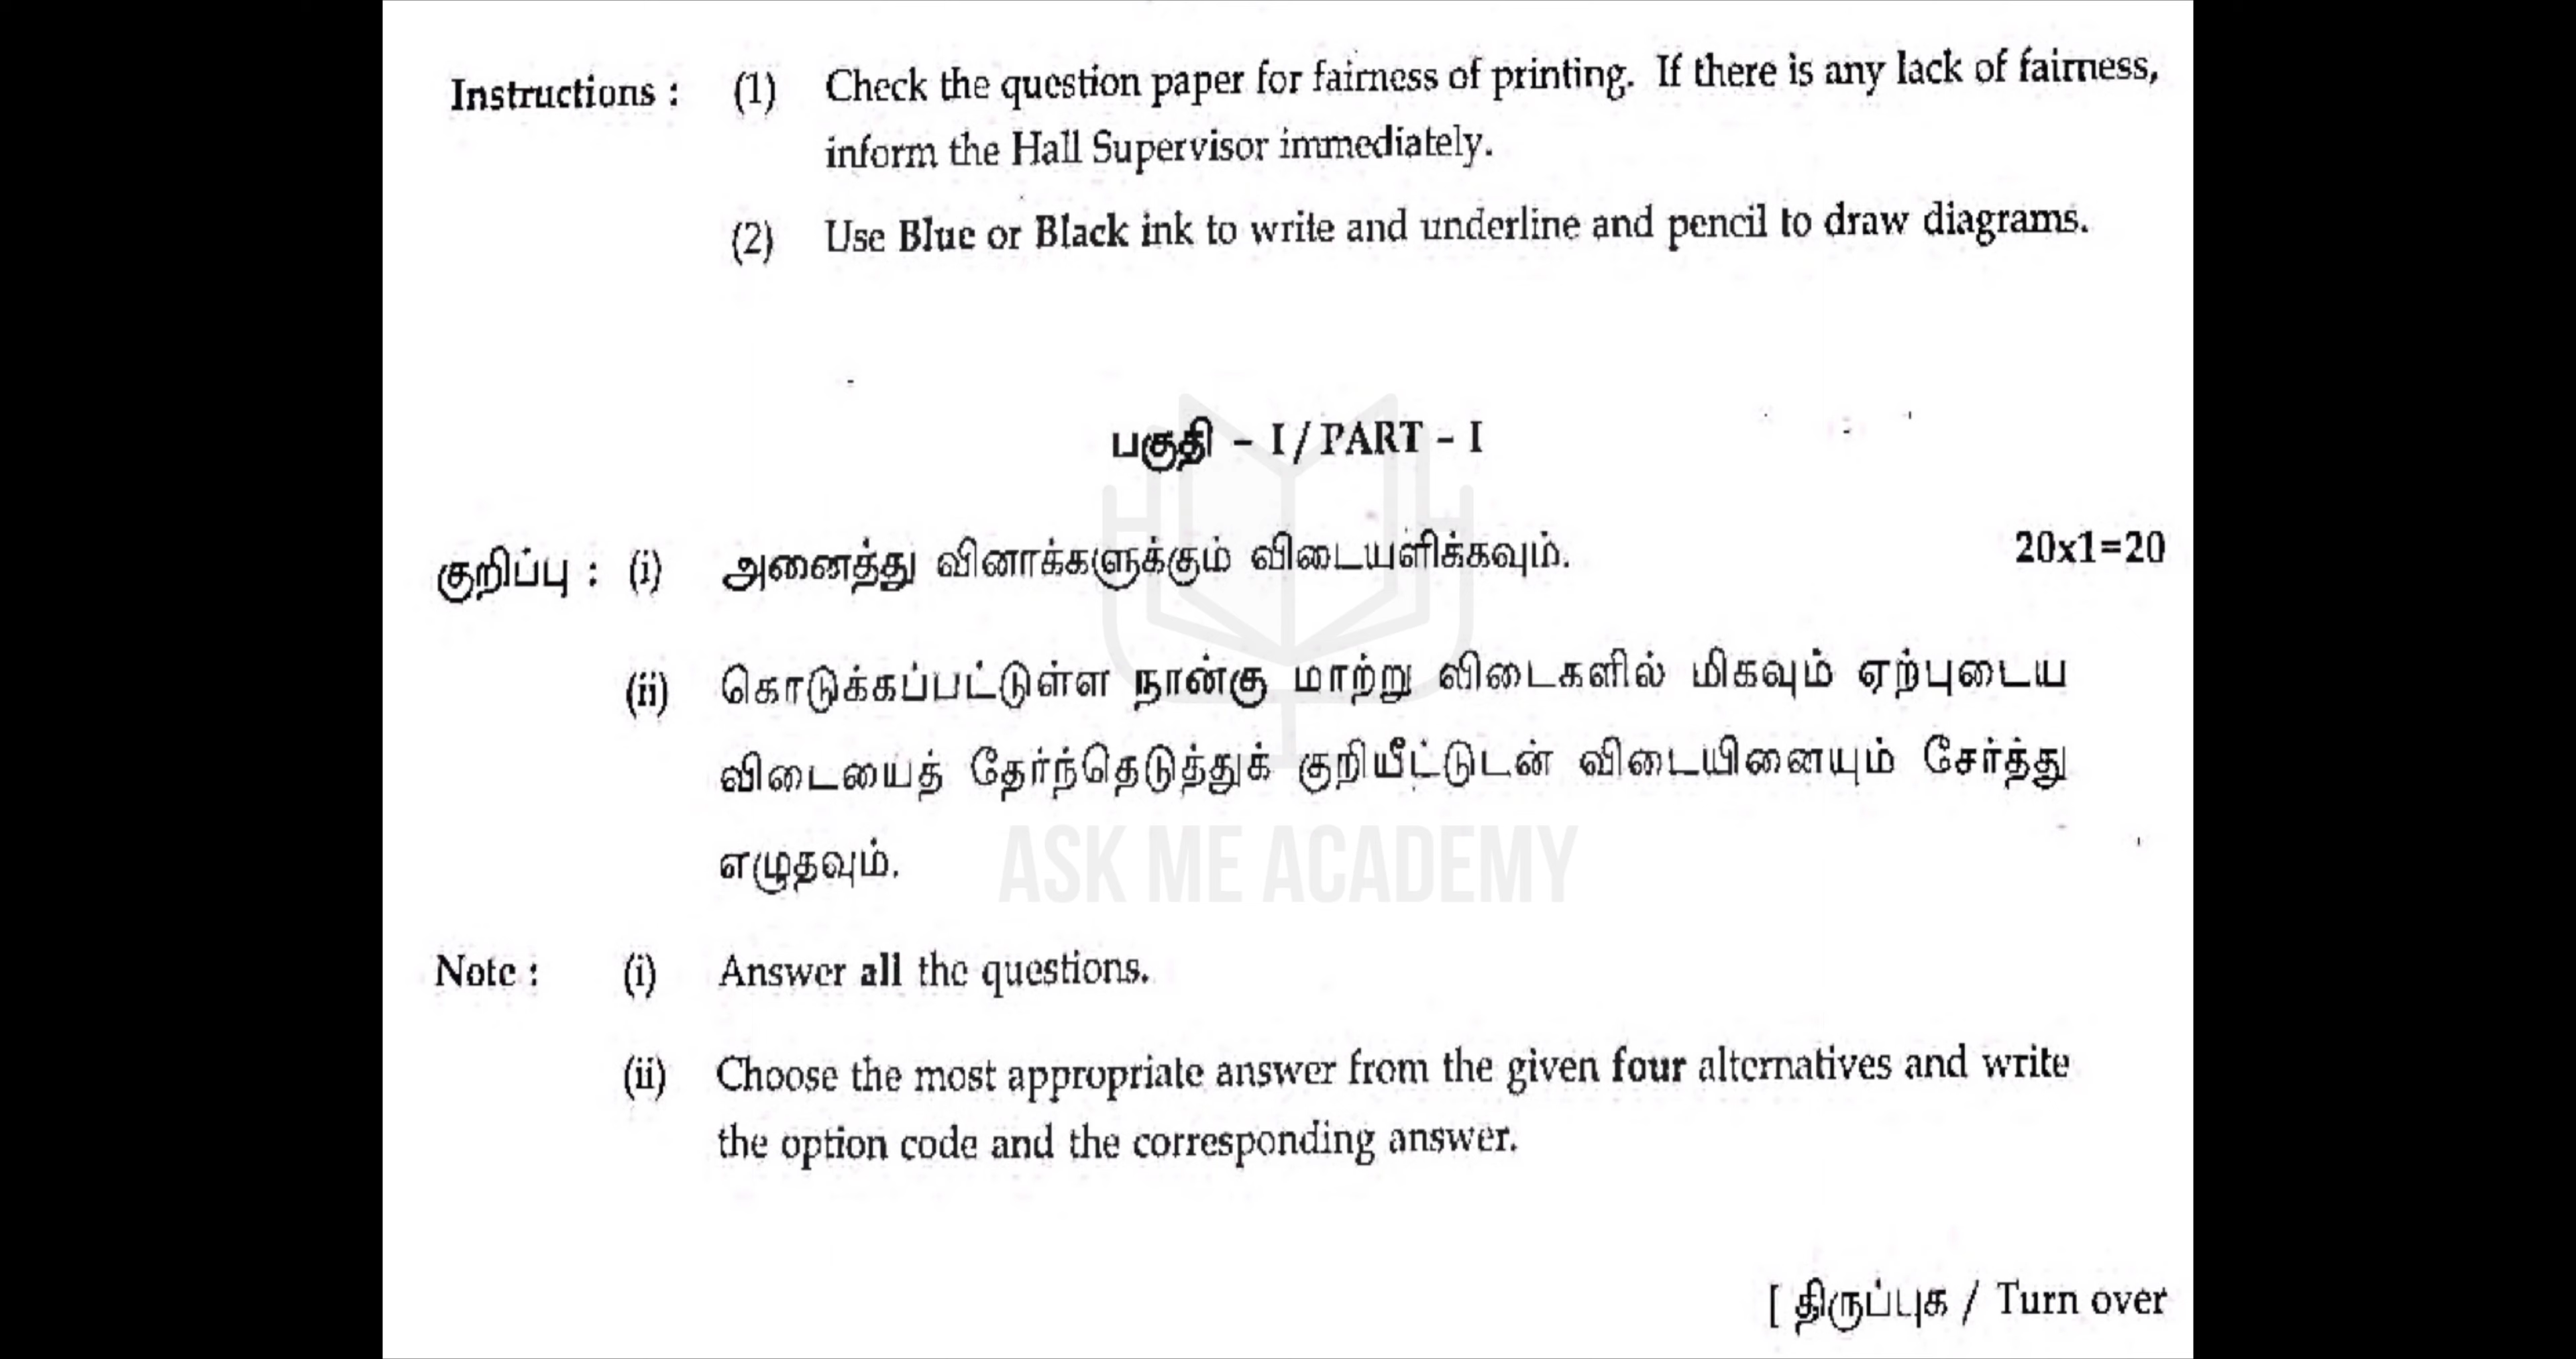 Instructions : (1) Check the question paper for fairness of printing. If there is any lack of fairness,
inform the Hall Supervisor immediately.
(2) Use Blue or Black ink to write and underline and pencil to draw diagrams.
பகுதி - I / PART - I
குறிப்பு : (i) அனைத்து வினாக்களுக்கும் விடையளிக்கவும். 20x1=20
(ii) கொடுக்கப்பட்டுள்ள நான்கு மாற்று விடைகளில் மிகவும் ஏற்புடைய
விடையைத் தேர்ந்தெடுத்துக் குறியீட்டுடன் விடையினையும் சேர்த்து
எழுதவும்.
ASK ME ACADEMY
Note : (i) Answer all the questions.
(ii) Choose the most appropriate answer from the given four alternatives and write
the option code and the corresponding answer.
[ திருப்புக / Turn over